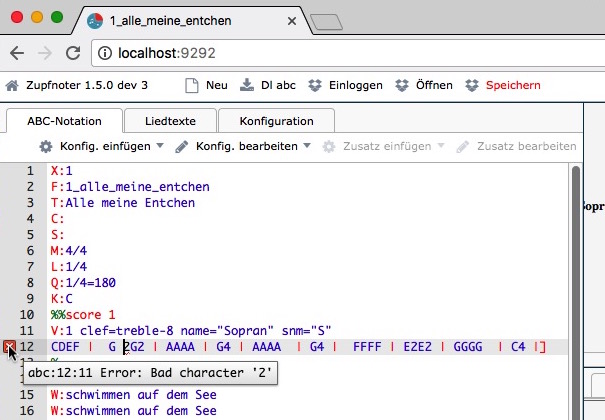 1_alle_meine_entchen
localhost:9292
Zupfnoter 1.5.0 dev 3 Neu Dl abc Einloggen Öffnen Speichern
ABC-Notation Liedtexte Konfiguration
Konfig. einfügen Konfig. bearbeiten Zusatz einfügen Zusatz bearbeiten
1 X:1
2 F:1_alle_meine_entchen
3 T:Alle meine Entchen
4 C:
5 S:
6 M:4/4
7 L:1/4
8 Q:1/4=180
9 K:C
10 %%score 1
11 V:1 clef=treble-8 name="Sopran" snm="S"
12 CDEF | G 2G2 | AAAA | G4 | AAAA | G4 | FFFF | E2E2 | GGGG | C4 |]
abc:12:11 Error: Bad character '2'
15 W:schwimmen auf dem See
16 W:schwimmen auf dem See